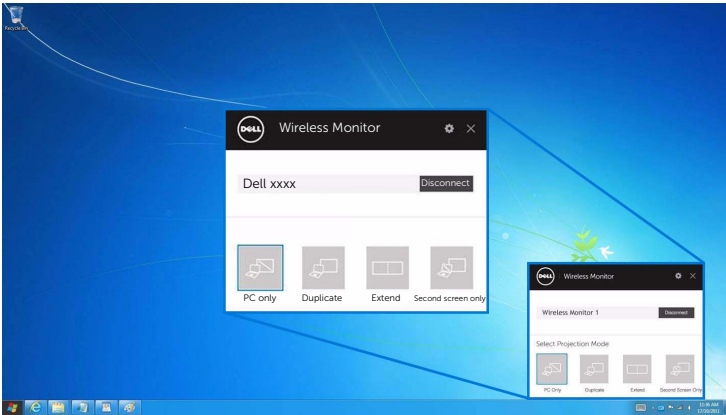 Recycle Bin
DELL
Wireless Monitor
Dell xxxx
Disconnect
PC only
Duplicate
Extend
Second screen only
DELL
Wireless Monitor
Wireless Monitor 1
Disconnect
Select Projection Mode
PC Only
Duplicate
Extend
Second Screen Only